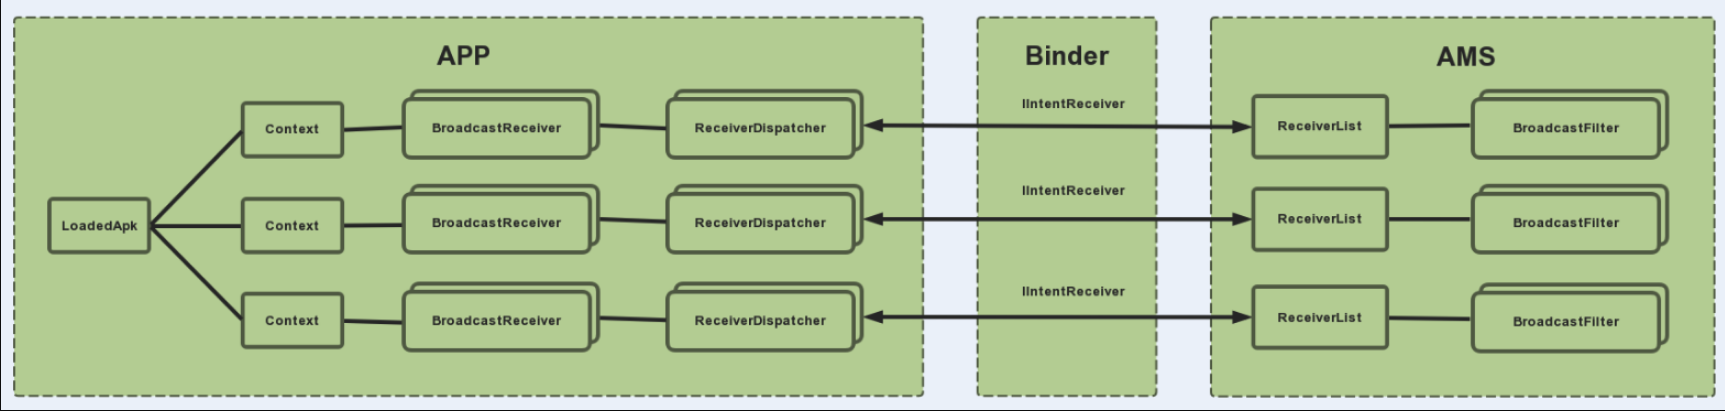 APP
Binder
AMS
IIntentReceiver
Context
BroadcastReceiver
ReceiverDispatcher
ReceiverList
BroadcastFilter
IIntentReceiver
LoadedApk
Context
BroadcastReceiver
ReceiverDispatcher
ReceiverList
BroadcastFilter
IIntentReceiver
Context
BroadcastReceiver
ReceiverDispatcher
ReceiverList
BroadcastFilter